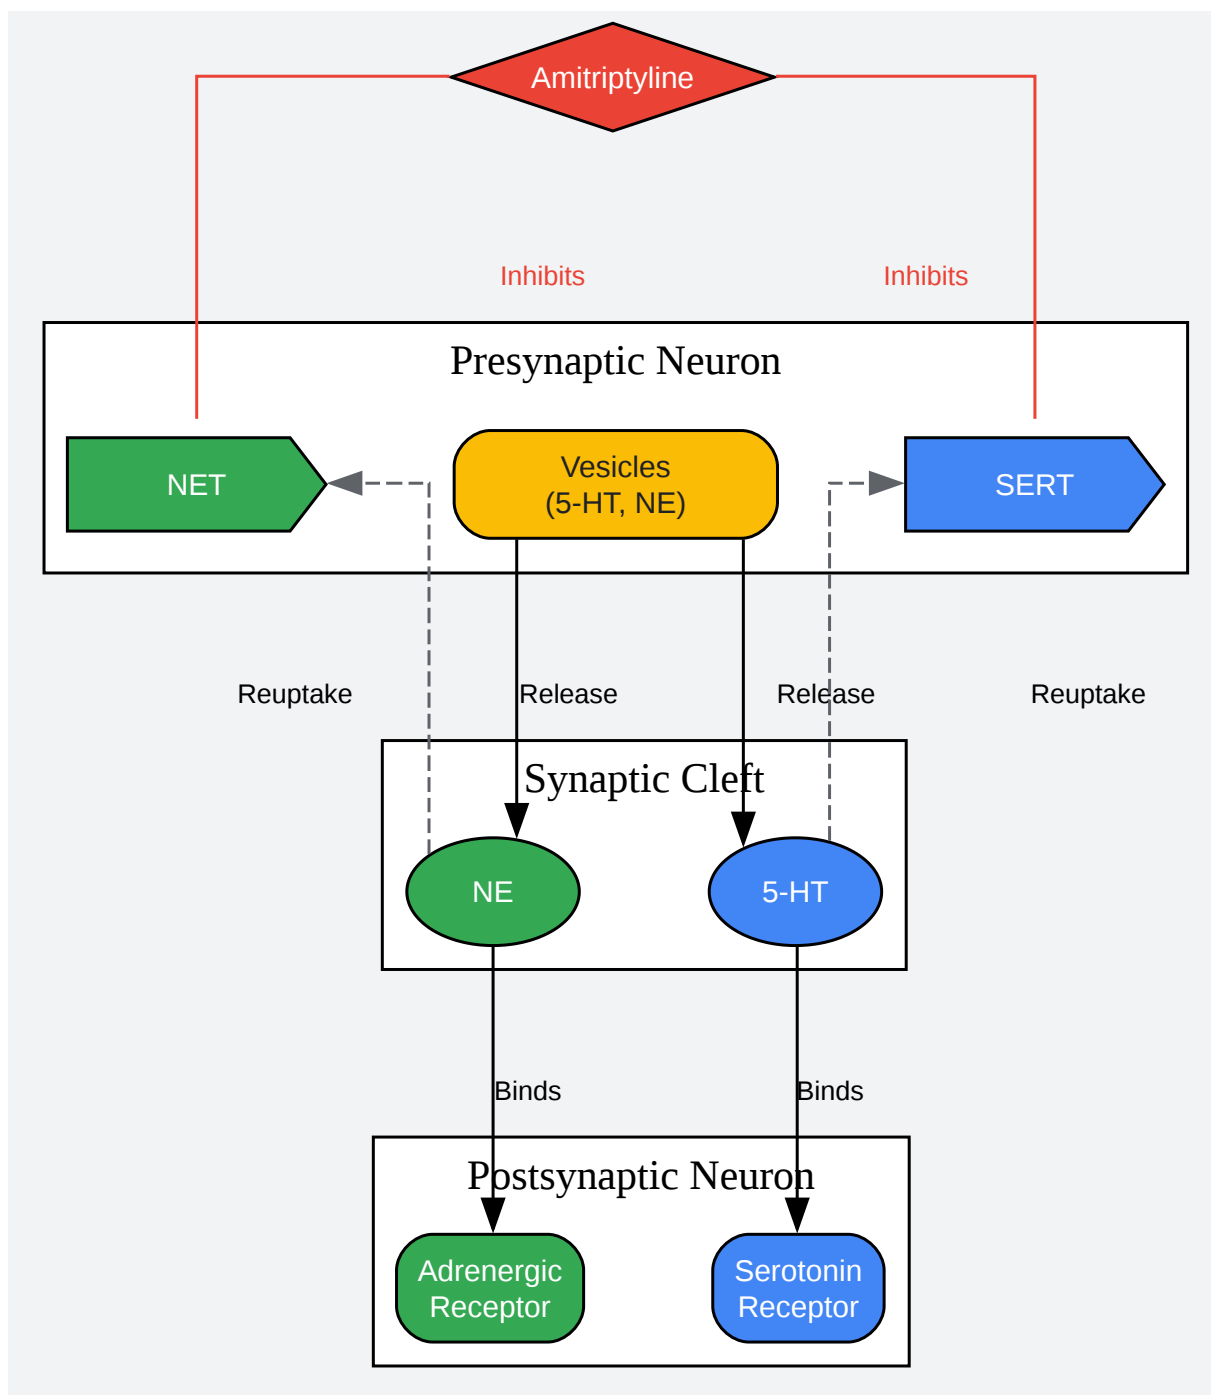 Amitriptyline
Inhibits
Inhibits
Presynaptic Neuron
NET
Vesicles
(5-HT, NE)
SERT
Reuptake
Release
Release
Reuptake
Synaptic Cleft
NE
5-HT
Binds
Binds
Postsynaptic Neuron
Adrenergic
Receptor
Serotonin
Receptor